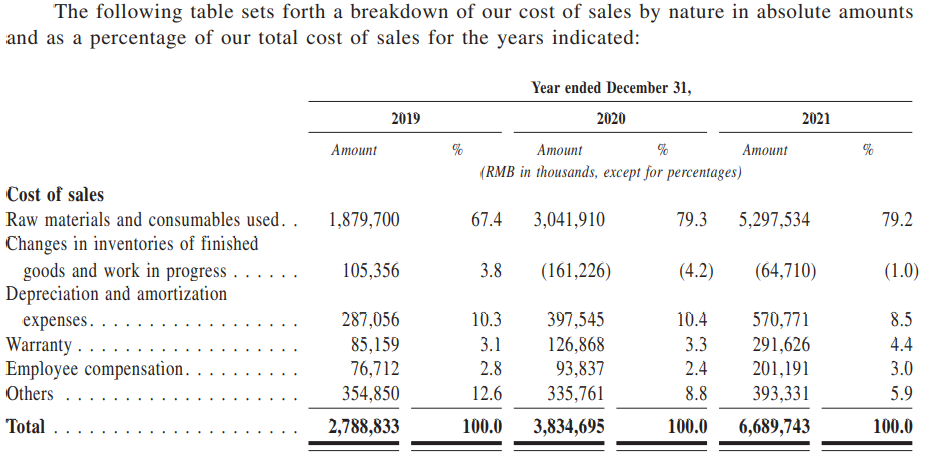 The following table sets forth a breakdown of our cost of sales by nature in absolute amounts
and as a percentage of our total cost of sales for the years indicated:
Year ended December 31,
2019 2020 2021
Amount % Amount % Amount %
(RMB in thousands, except for percentages)
Cost of sales
Raw materials and consumables used. . 1,879,700 67.4 3,041,910 79.3 5,297,534 79.2
Changes in inventories of finished
goods and work in progress . . . . . . 105,356 3.8 (161,226) (4.2) (64,710) (1.0)
Depreciation and amortization
expenses. . . . . . . . . . . . . . . . . . . 287,056 10.3 397,545 10.4 570,771 8.5
Warranty . . . . . . . . . . . . . . . . . . . . 85,159 3.1 126,868 3.3 291,626 4.4
Employee compensation. . . . . . . . . . 76,712 2.8 93,837 2.4 201,191 3.0
Others . . . . . . . . . . . . . . . . . . . . . 354,850 12.6 335,761 8.8 393,331 5.9
Total . . . . . . . . . . . . . . . . . . . . . . 2,788,833 100.0 3,834,695 100.0 6,689,743 100.0